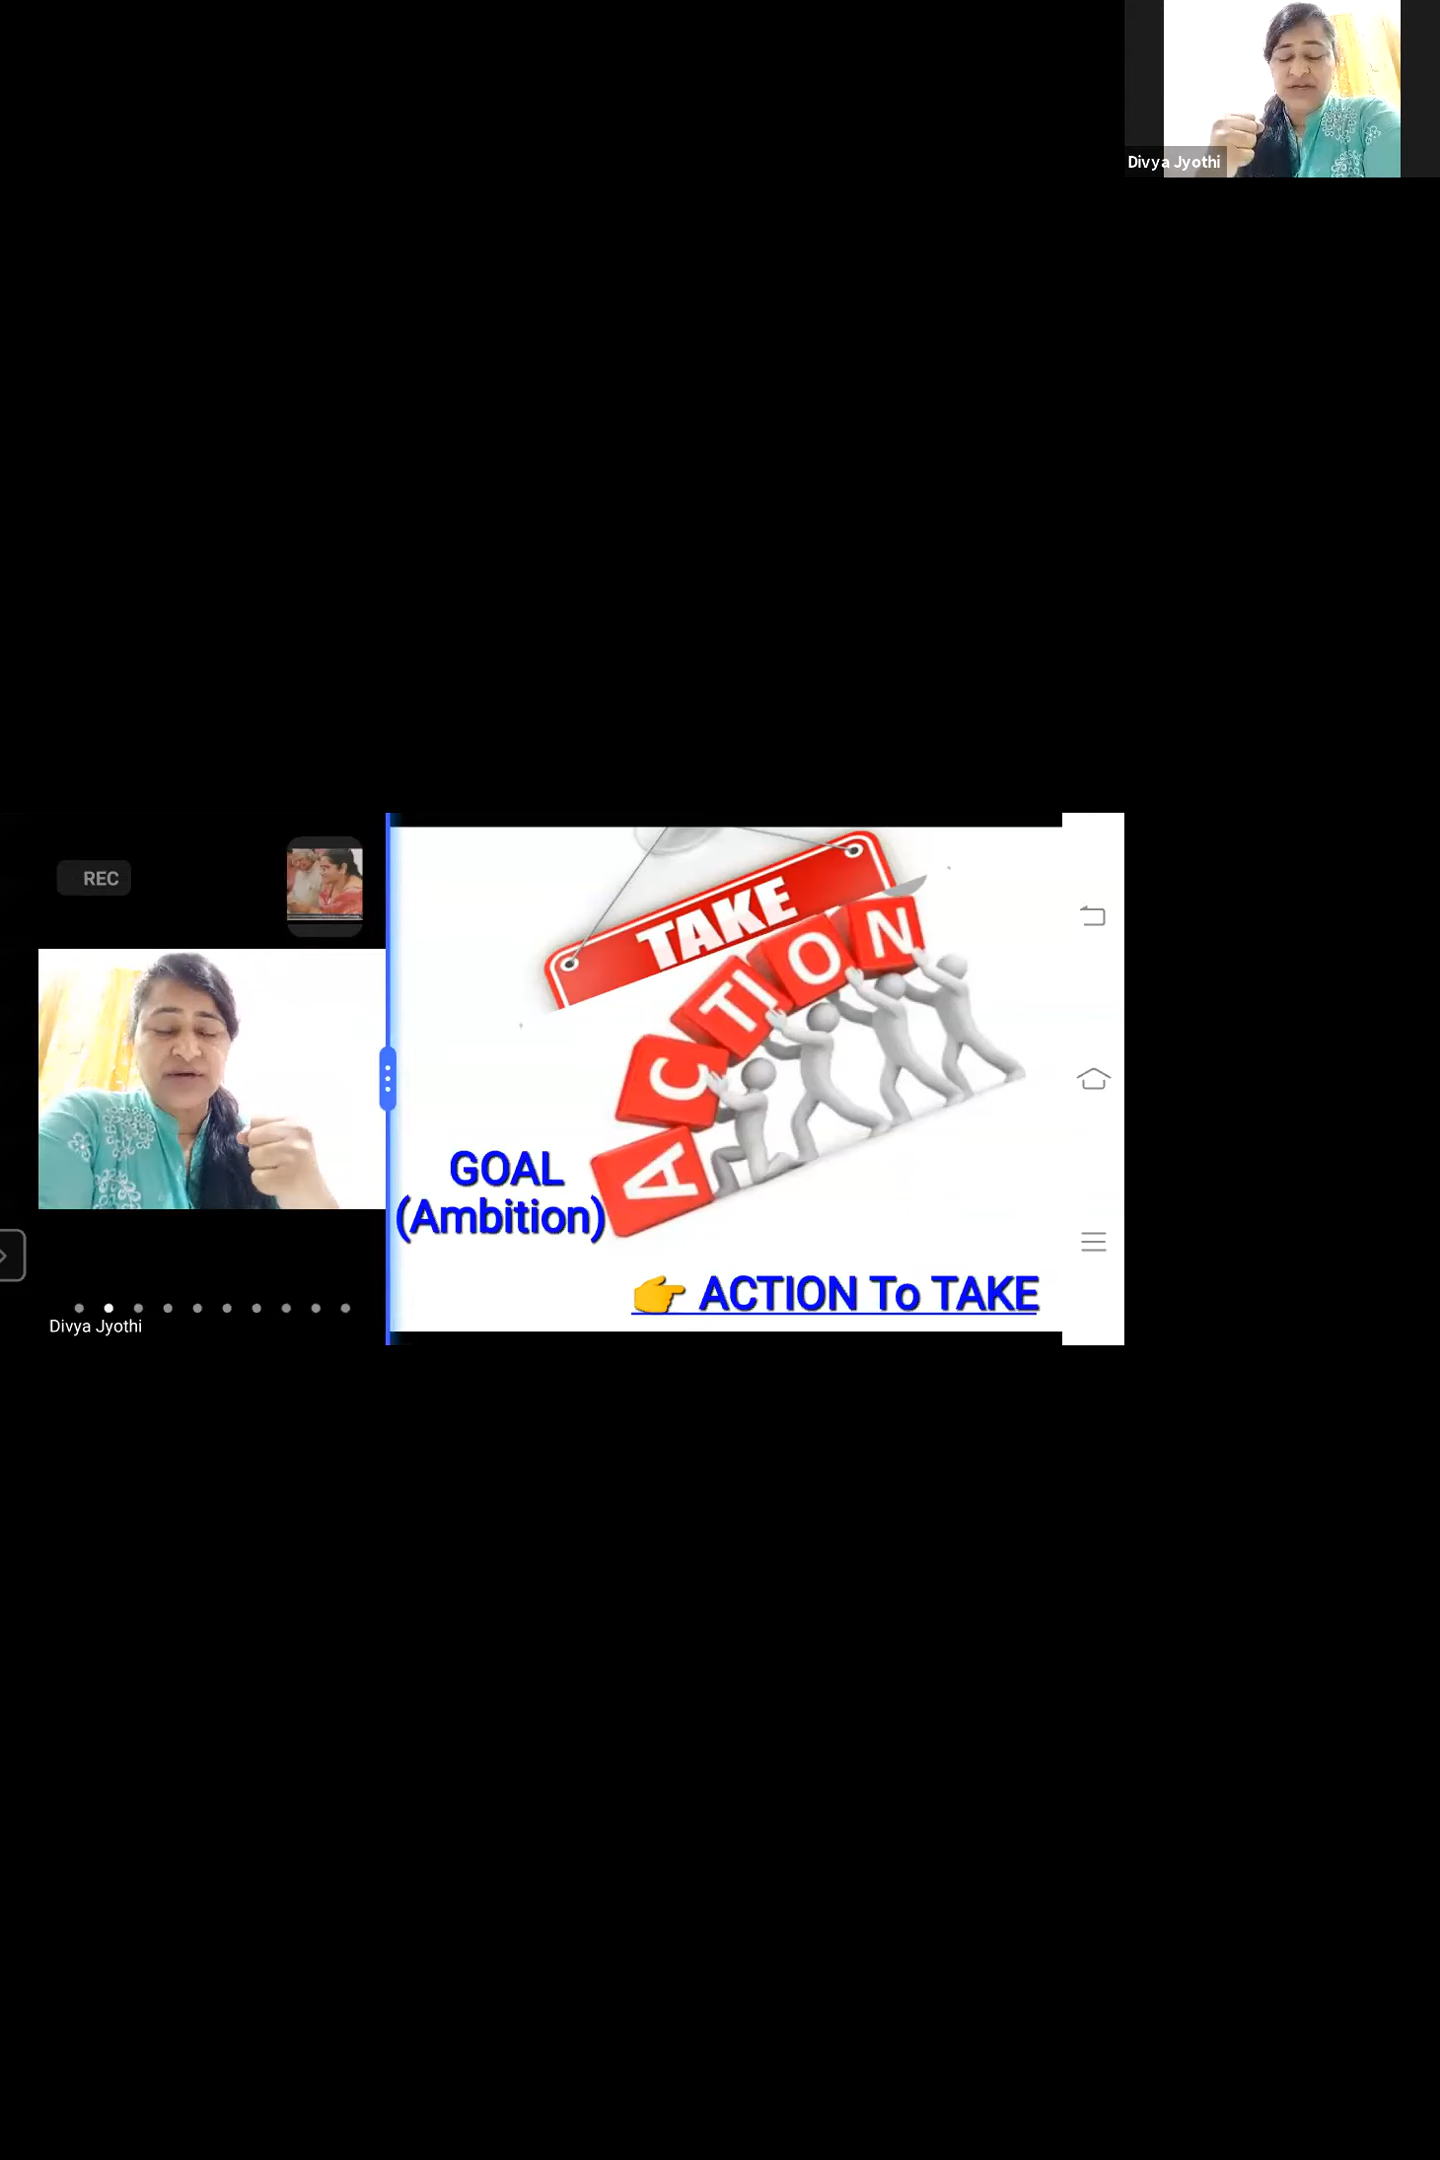 Divya Jyothi
REC
TAKE
ACTION
GOAL
(Ambition)
👉 ACTION To TAKE
Divya Jyothi